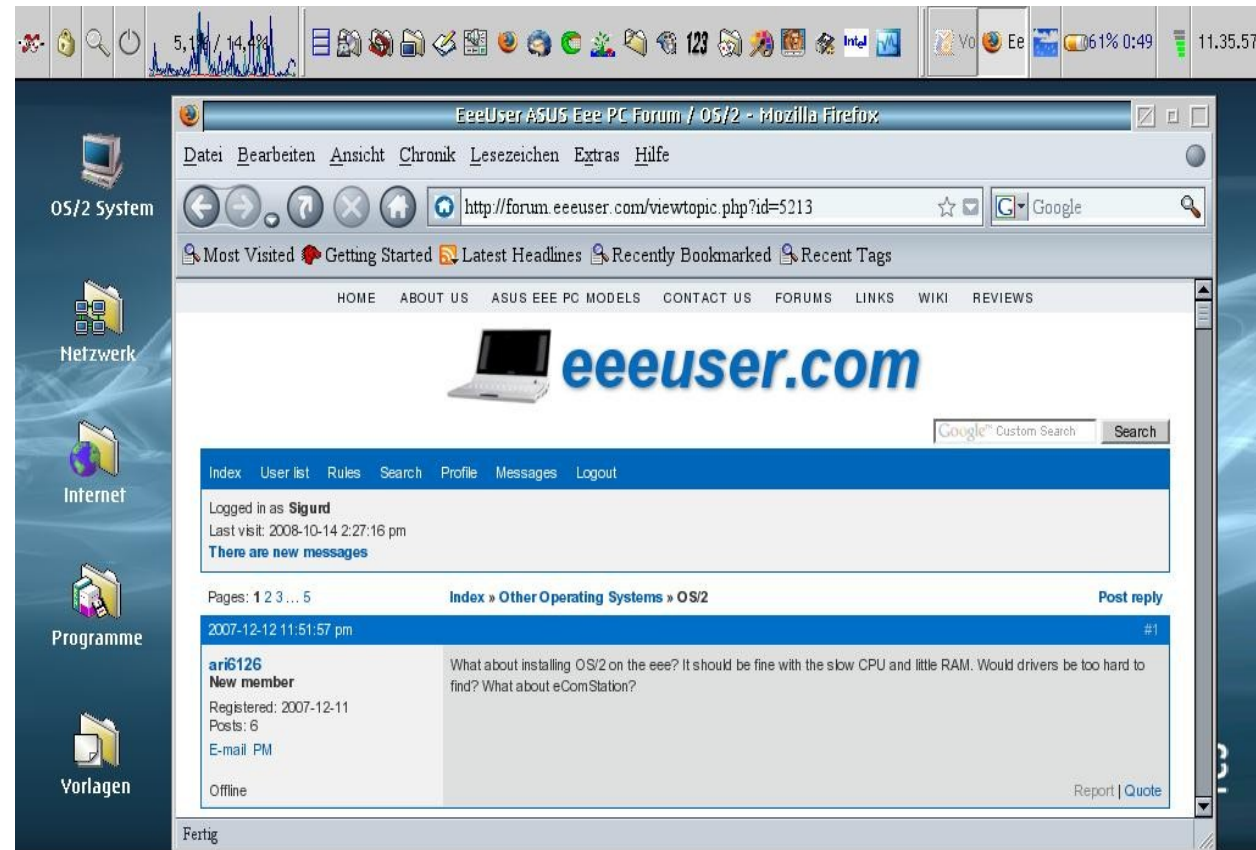 5,1% / 14,4%
123
intel
Vo
Ee
61% 0:49
11.35.57
EeeUser ASUS Eee PC Forum / OS/2 - Mozilla Firefox
Datei Bearbeiten Ansicht Chronik Lesezeichen Extras Hilfe
http://forum.eeeuser.com/viewtopic.php?id=5213
G
Google
Most Visited Getting Started Latest Headlines Recently Bookmarked Recent Tags
OS/2 System
Netzwerk
Internet
Programme
Vorlagen
HOME ABOUT US ASUS EEE PC MODELS CONTACT US FORUMS LINKS WIKI REVIEWS
eeeuser.com
Google™ Custom Search Search
Index User list Rules Search Profile Messages Logout
Logged in as Sigurd
Last visit: 2008-10-14 2:27:16 pm
There are new messages
Pages: 1 2 3 … 5 Index » Other Operating Systems » OS/2 Post reply
2007-12-12 11:51:57 pm #1
ari6126
New member
Registered: 2007-12-11
Posts: 6
E-mail PM
Offline
What about installing OS/2 on the eee? It should be fine with the slow CPU and little RAM. Would drivers be too hard to
find? What about eComStation?
Report | Quote
Fertig